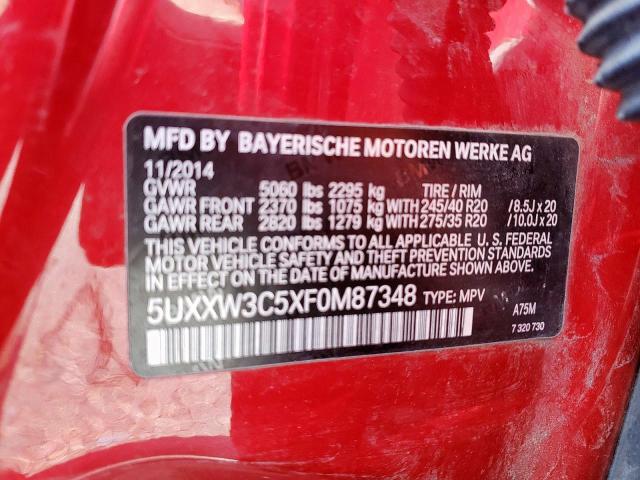 MFD BY BAYERISCHE MOTOREN WERKE AG
11/2014
GVWR 5060 lbs 2295 kg TIRE / RIM
GAWR FRONT 2370 lbs 1075 kg WITH 245/40 R20 /8.5J x 20
GAWR REAR 2820 lbs 1279 kg WITH 275/35 R20 /10.0J x 20
THIS VEHICLE CONFORMS TO ALL APPLICABLE U. S. FEDERAL
MOTOR VEHICLE SAFETY AND THEFT PREVENTION STANDARDS
IN EFFECT ON THE DATE OF MANUFACTURE SHOWN ABOVE.
5UXXW3C5XF0M87348 TYPE: MPV A75M
7 320 730